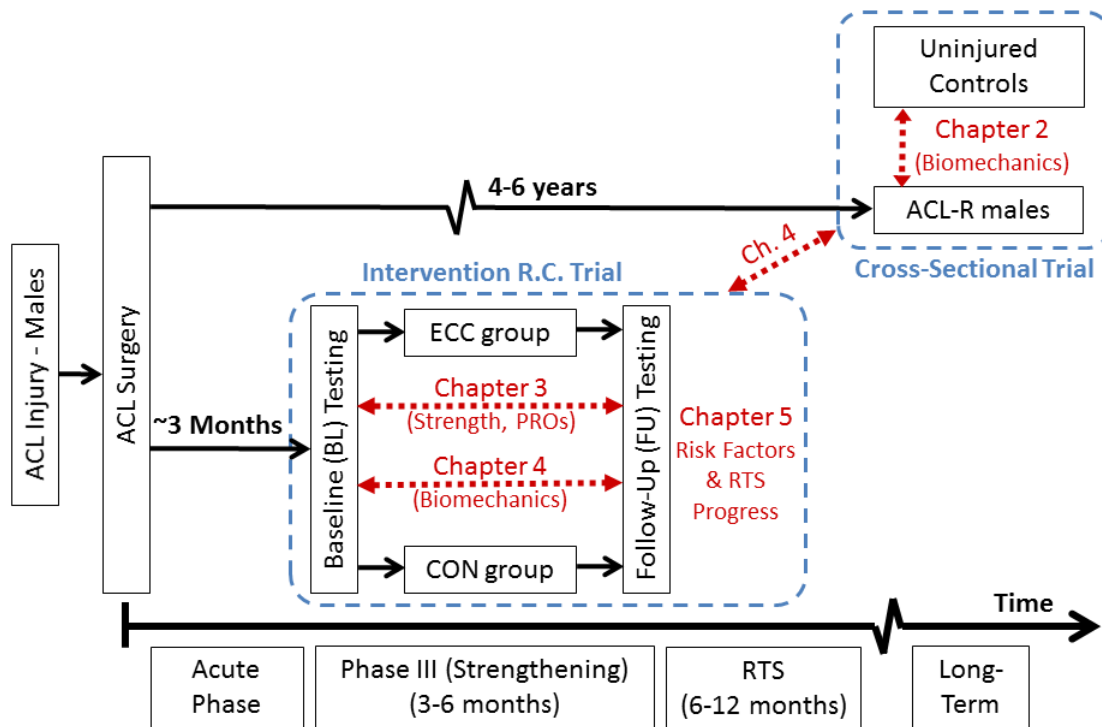 Uninjured
Controls
Chapter 2
(Biomechanics)
ACL-R males
Cross-Sectional Trial
4-6 years
Ch. 4
ACL Injury - Males
ACL Surgery
~3 Months
Intervention R.C. Trial
Baseline (BL) Testing
ECC group
Chapter 3
(Strength, PROs)
Chapter 4
(Biomechanics)
CON group
Follow-Up (FU) Testing
Chapter 5
Risk Factors
& RTS
Progress
Time
Acute
Phase
Phase III (Strengthening)
(3-6 months)
RTS
(6-12 months)
Long-
Term